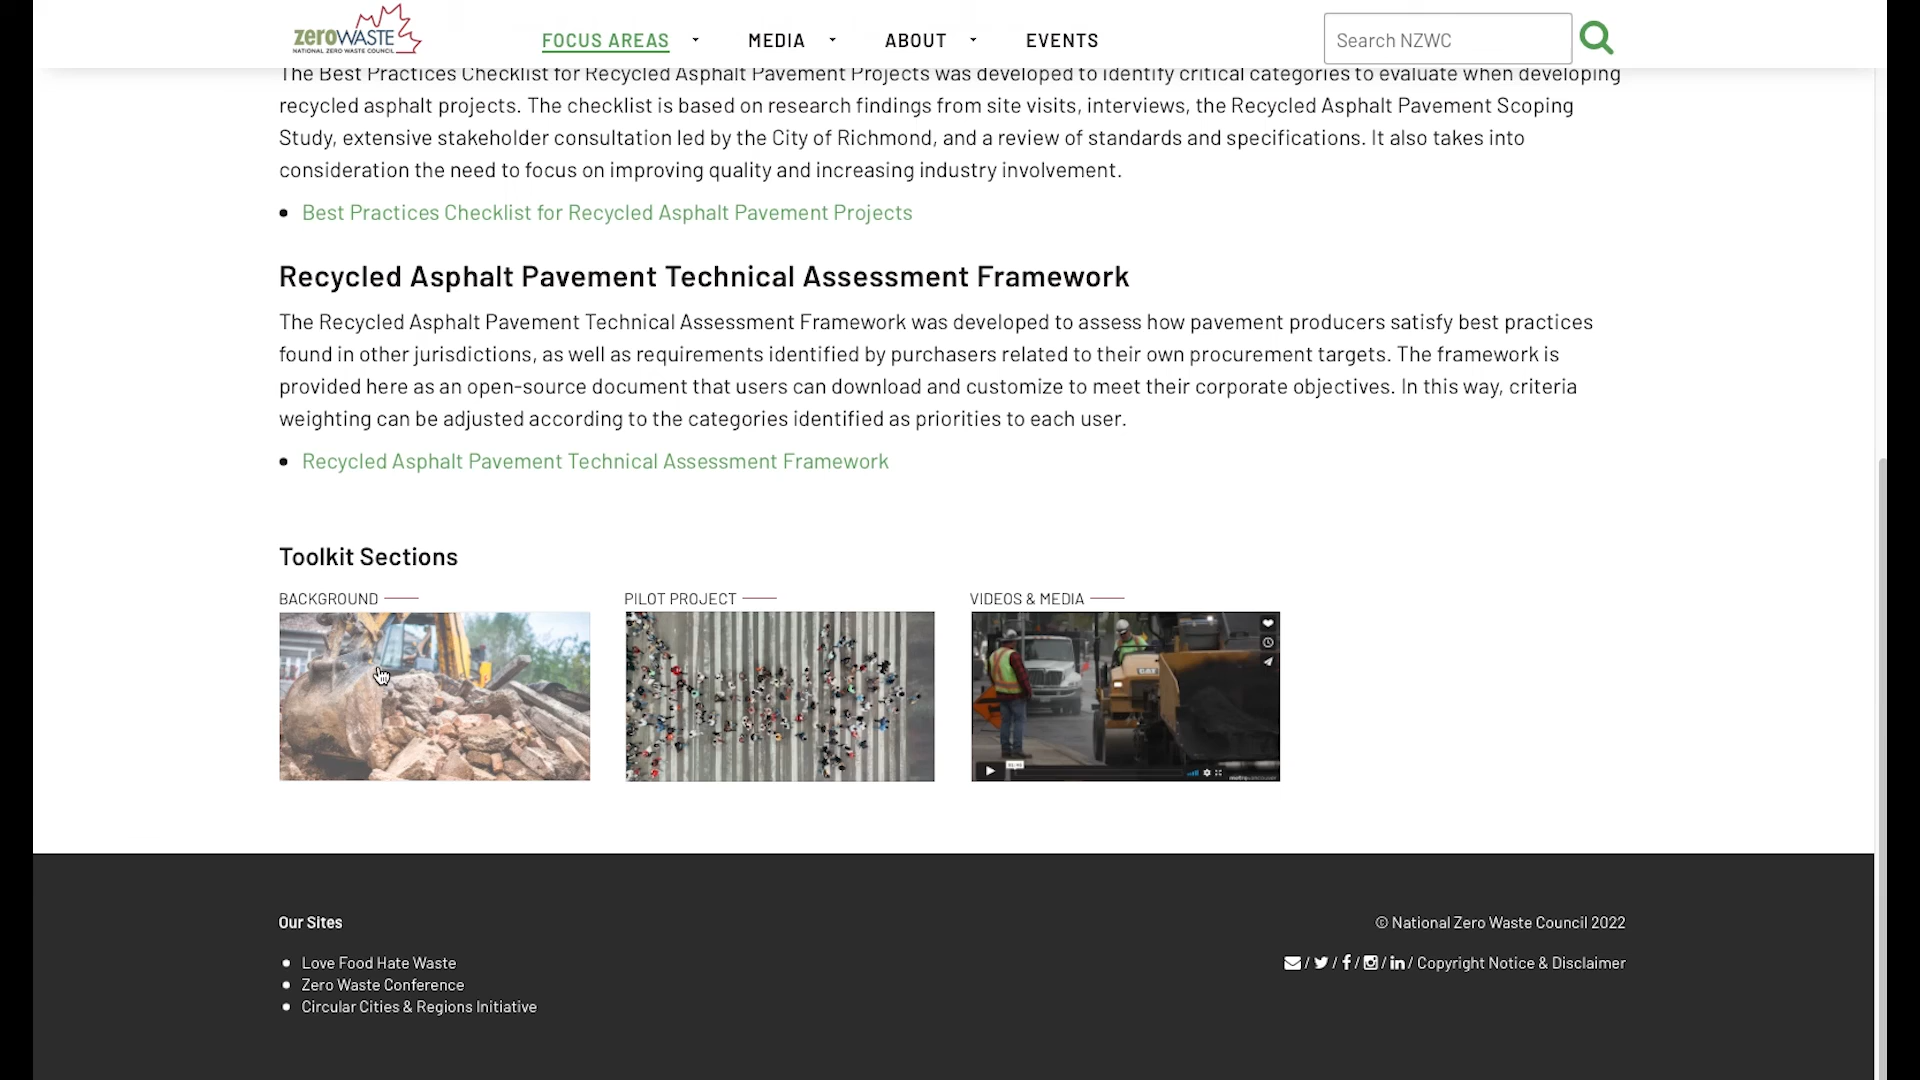 zeroWASTE
NATIONAL ZERO WASTE COUNCIL
FOCUS AREAS
MEDIA
ABOUT
EVENTS
Search NZWC
The Best Practices Checklist for Recycled Asphalt Pavement Projects was developed to identify critical categories to evaluate when developing
recycled asphalt projects. The checklist is based on research findings from site visits, interviews, the Recycled Asphalt Pavement Scoping
Study, extensive stakeholder consultation led by the City of Richmond, and a review of standards and specifications. It also takes into
consideration the need to focus on improving quality and increasing industry involvement.
• Best Practices Checklist for Recycled Asphalt Pavement Projects
Recycled Asphalt Pavement Technical Assessment Framework
The Recycled Asphalt Pavement Technical Assessment Framework was developed to assess how pavement producers satisfy best practices
found in other jurisdictions, as well as requirements identified by purchasers related to their own procurement targets. The framework is
provided here as an open-source document that users can download and customize to meet their corporate objectives. In this way, criteria
weighting can be adjusted according to the categories identified as priorities to each user.
• Recycled Asphalt Pavement Technical Assessment Framework
Toolkit Sections
BACKGROUND
PILOT PROJECT
VIDEOS & MEDIA
CAT
Our Sites
• Love Food Hate Waste
• Zero Waste Conference
• Circular Cities & Regions Initiative
© National Zero Waste Council 2022
/ / / / / Copyright Notice & Disclaimer